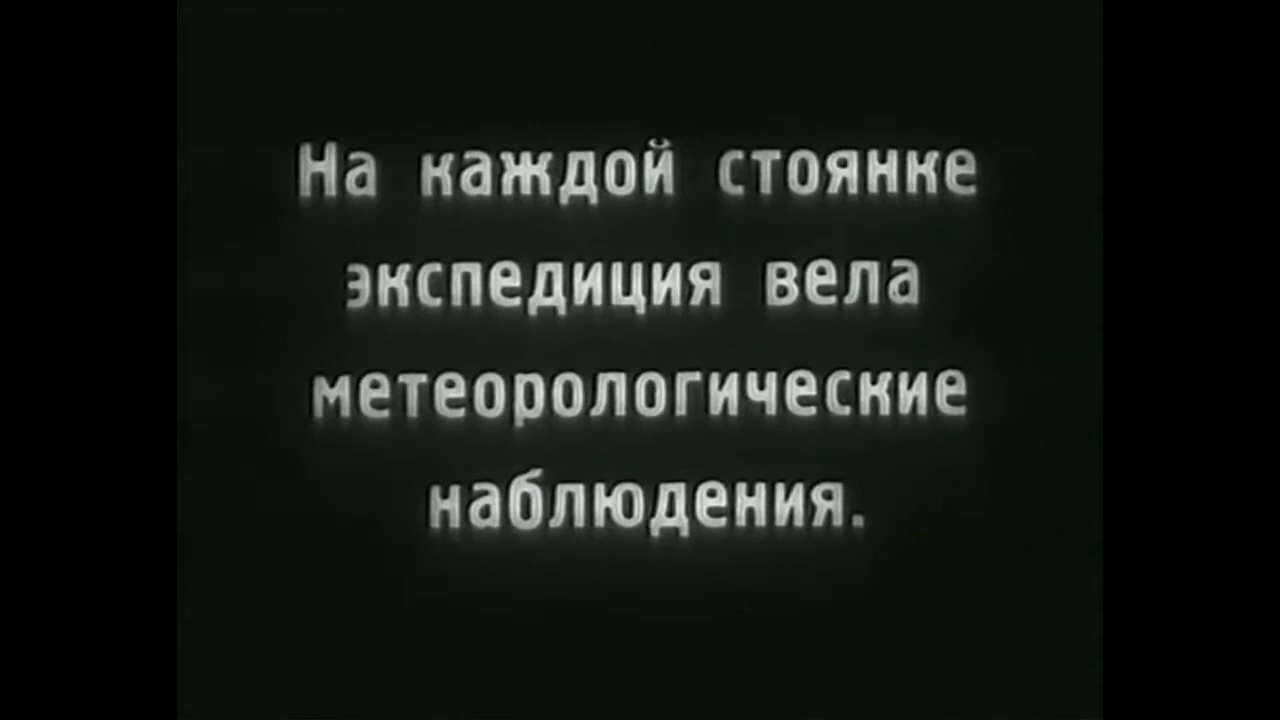 На каждой стоянке
экспедиция вела
метеорологические
наблюдения.